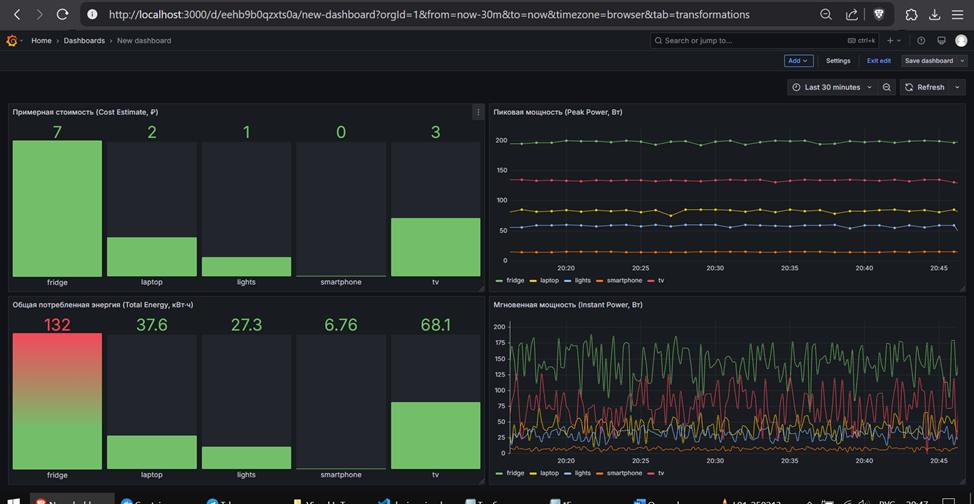 http://localhost:3000/d/eehb9b0qzxts0a/new-dashboard?orgId=1&from=now-30m&to=now&timezone=browser&tab=transformations
Home > Dashboards > New dashboard
Search or jump to... ctrl+k
Add Settings Exit edit Save dashboard
Last 30 minutes Refresh
Примерная стоимость (Cost Estimate, ₽)
7 2 1 0 3
fridge laptop lights smartphone tv
Пиковая мощность (Peak Power, Вт)
200
150
100
50
0
20:20 20:25 20:30 20:35 20:40 20:45
fridge laptop lights smartphone tv
Общая потребленная энергия (Total Energy, кВт·ч)
132 37.6 27.3 6.76 68.1
fridge laptop lights smartphone tv
Мгновенная мощность (Instant Power, Вт)
200
175
150
125
100
75
50
25
0
20:20 20:25 20:30 20:35 20:40 20:45
fridge laptop lights smartphone tv